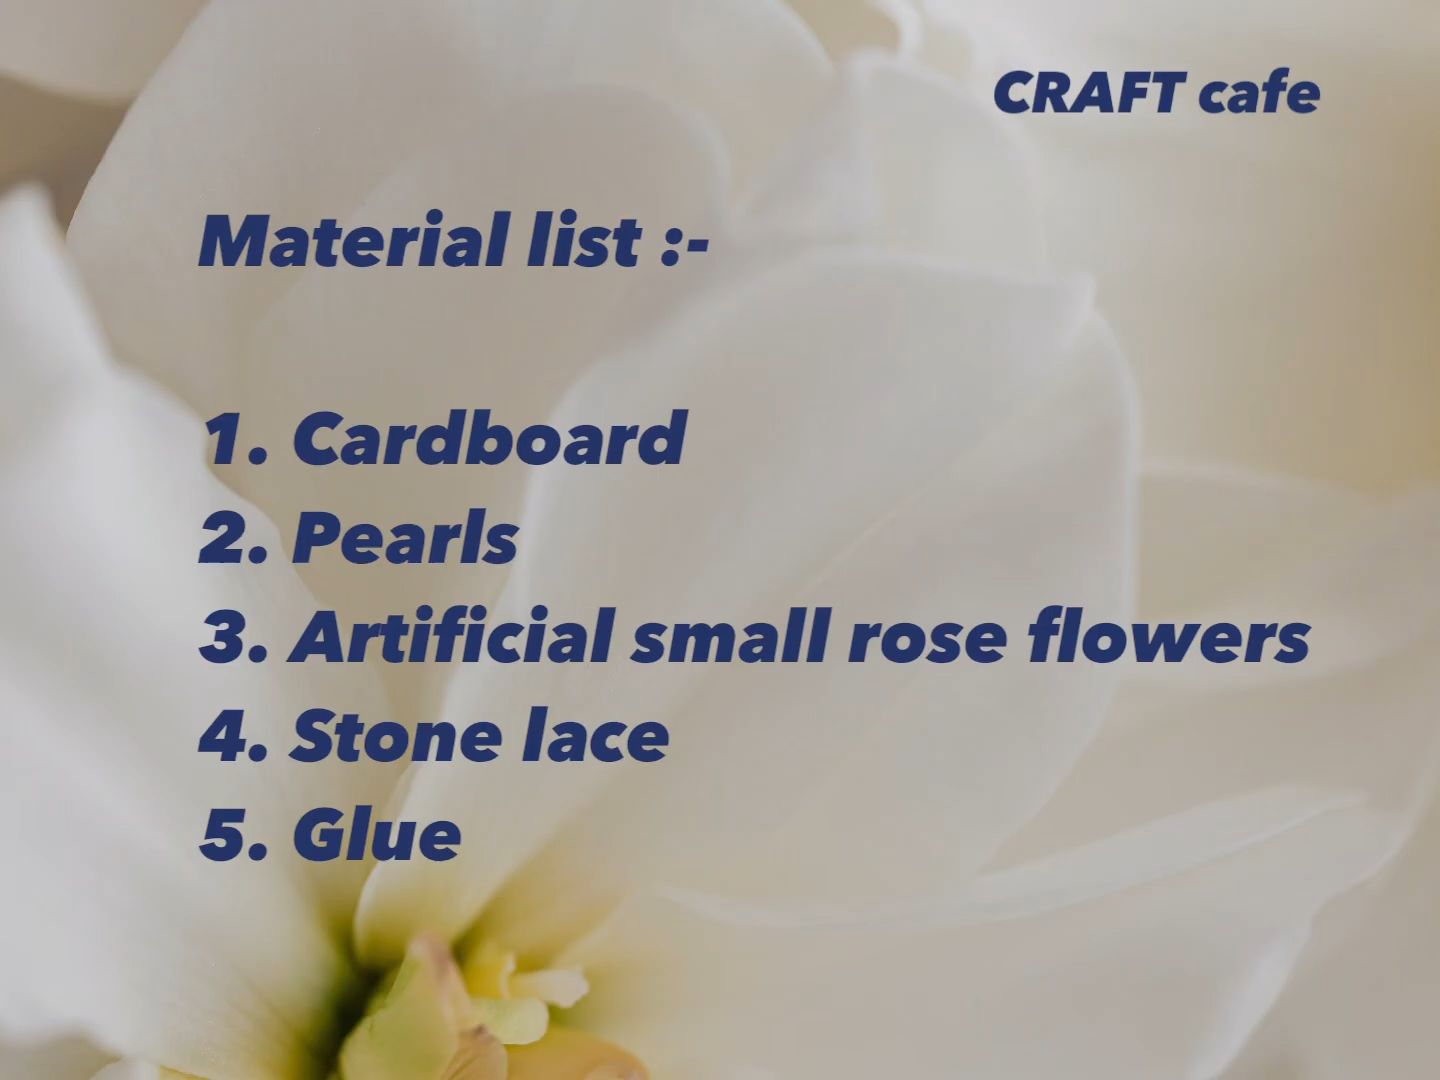 CRAFT cafe
Material list :-
1. Cardboard
2. Pearls
3. Artificial small rose flowers
4. Stone lace
5. Glue